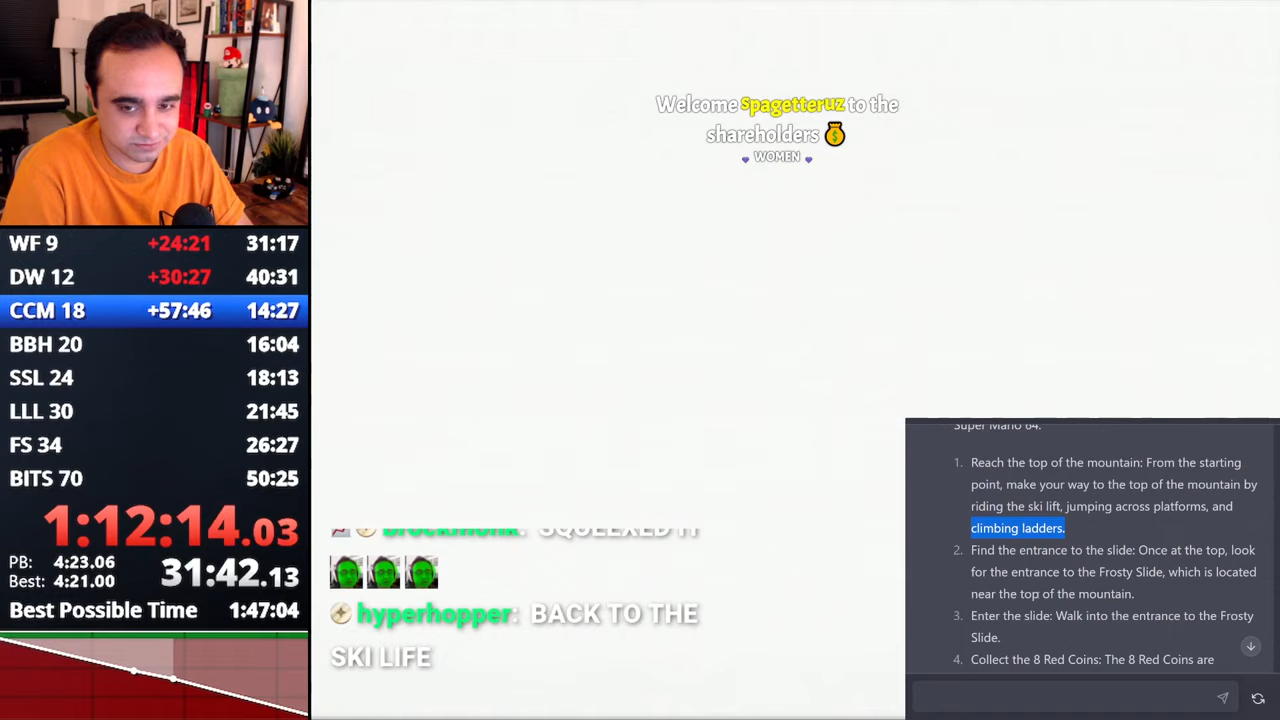 Welcome Spagetteruz to the
shareholders
WOMEN
WF 9 +24:21 31:17
DW 12 +30:27 40:31
CCM 18 +57:46 14:27
BBH 20 16:04
SSL 24 18:13
LLL 30 21:45
FS 34 26:27
BITS 70 50:25
1:12:14.03
PB: 4:23.06
Best: 4:21.00
31:42.13
Best Possible Time 1:47:04
SQUEEXED IT
hyperhopper: BACK TO THE
SKI LIFE
Super Mario 64.
1. Reach the top of the mountain: From the starting
point, make your way to the top of the mountain by
riding the ski lift, jumping across platforms, and
climbing ladders.
2. Find the entrance to the slide: Once at the top, look
for the entrance to the Frosty Slide, which is located
near the top of the mountain.
3. Enter the slide: Walk into the entrance to the Frosty
Slide.
4. Collect the 8 Red Coins: The 8 Red Coins are